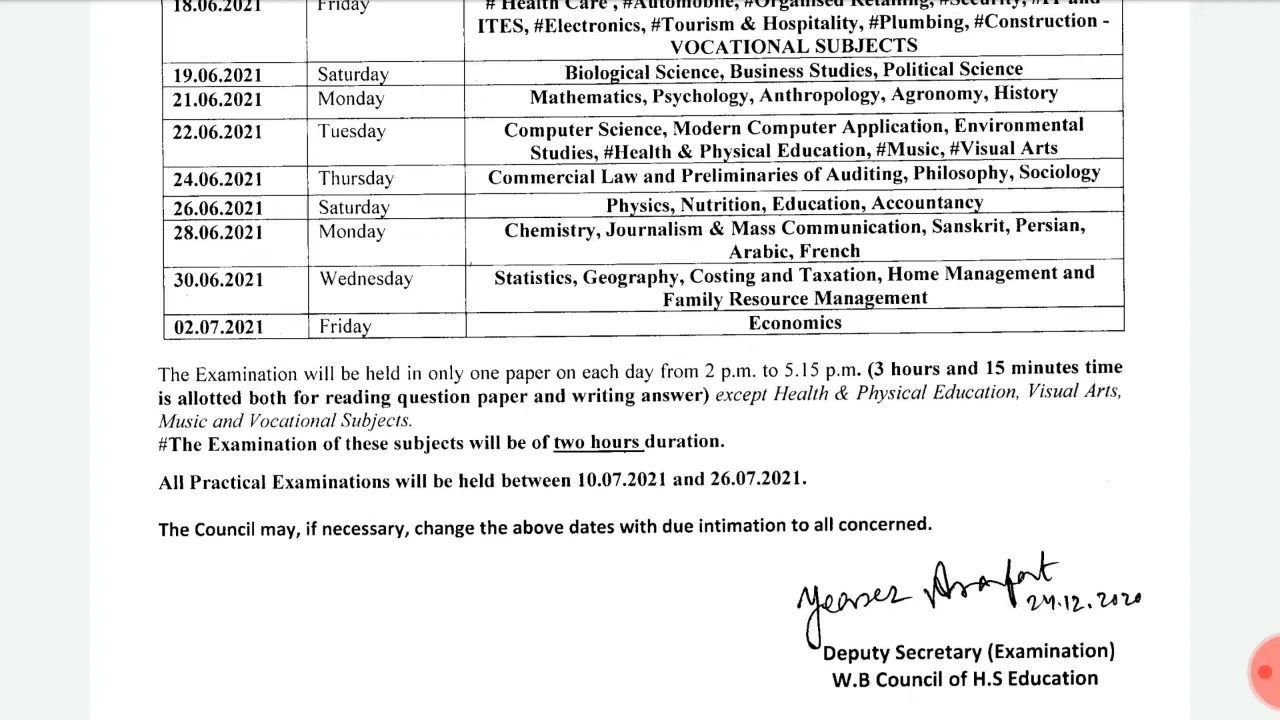 18.06.2021 Friday # Health Care , #Automobile, #Organised Retailing, #Security, #IT and
ITES, #Electronics, #Tourism & Hospitality, #Plumbing, #Construction -
VOCATIONAL SUBJECTS
19.06.2021 Saturday Biological Science, Business Studies, Political Science
21.06.2021 Monday Mathematics, Psychology, Anthropology, Agronomy, History
22.06.2021 Tuesday Computer Science, Modern Computer Application, Environmental
Studies, #Health & Physical Education, #Music, #Visual Arts
24.06.2021 Thursday Commercial Law and Preliminaries of Auditing, Philosophy, Sociology
26.06.2021 Saturday Physics, Nutrition, Education, Accountancy
28.06.2021 Monday Chemistry, Journalism & Mass Communication, Sanskrit, Persian,
Arabic, French
30.06.2021 Wednesday Statistics, Geography, Costing and Taxation, Home Management and
Family Resource Management
02.07.2021 Friday Economics
The Examination will be held in only one paper on each day from 2 p.m. to 5.15 p.m. (3 hours and 15 minutes time
is allotted both for reading question paper and writing answer) except Health & Physical Education, Visual Arts,
Music and Vocational Subjects.
#The Examination of these subjects will be of two hours duration.
All Practical Examinations will be held between 10.07.2021 and 26.07.2021.
The Council may, if necessary, change the above dates with due intimation to all concerned.
24.12.2020
Deputy Secretary (Examination)
W.B Council of H.S Education